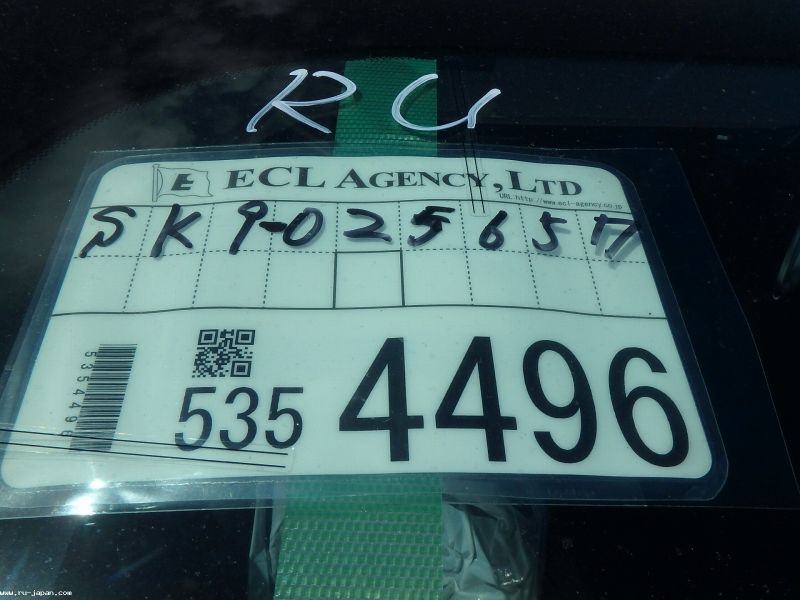 RU
E ECL AGENCY, LTD
URL http://www.ecl-agency.co.jp
SK9-025657
5354496
535 4496
www.ru-japan.com